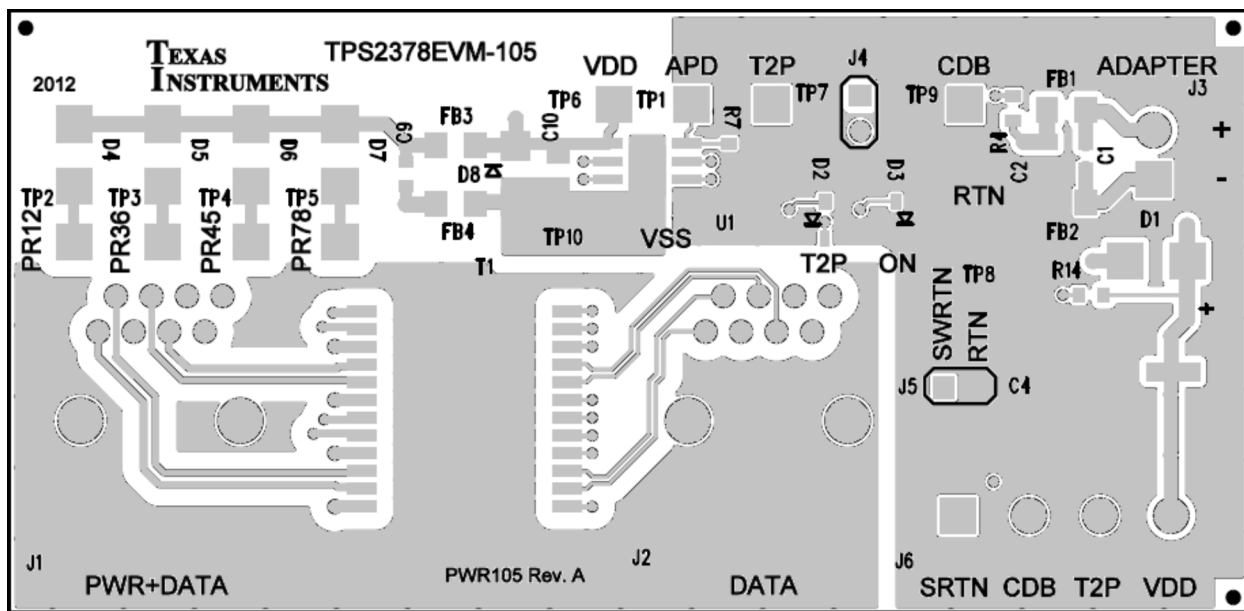 TEXAS INSTRUMENTS
TPS2378EVM-105
2012
VDD
APD
T2P
J4
CDB
FB1
ADAPTER
J3
TP6
TP1
TP7
TP9
R7
C9
FB3
C10
D4
D5
D6
D7
D8
R4
C2
C1
+
-
TP2
TP3
TP4
TP5
PR12
PR36
PR45
PR78
FB4
TP10
VSS
U1
D2
D3
RTN
FB2
D1
T1
T2P
ON
TP8
R14
+
SWRTN
RTN
J5
C4
J1
PWR+DATA
PWR105 Rev. A
J2
DATA
J6
SRTN
CDB
T2P
VDD